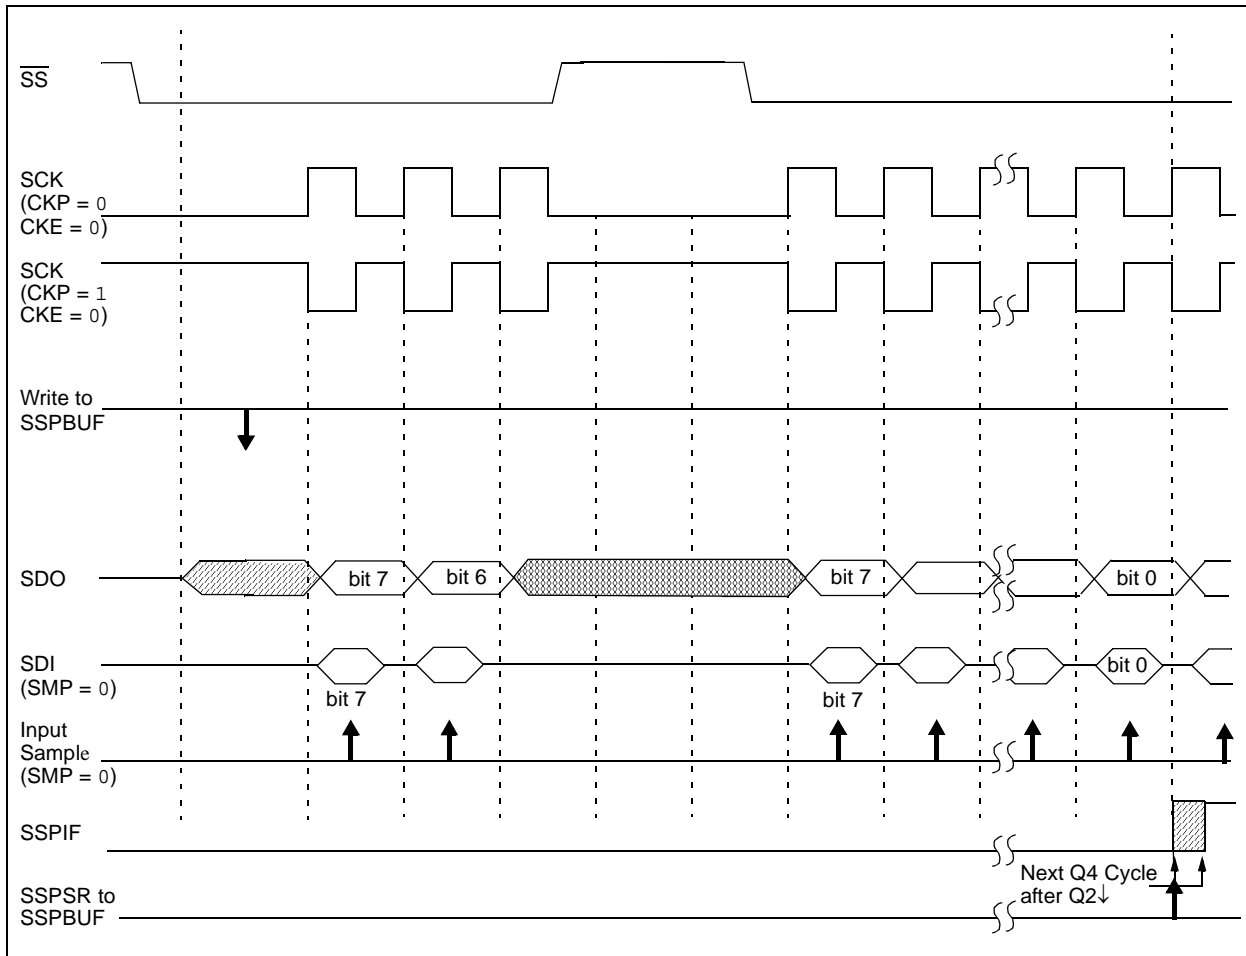 SS
SCK
(CKP = 0
CKE = 0)
SCK
(CKP = 1
CKE = 0)
Write to
SSPBUF
SDO
bit 7
bit 6
bit 7
bit 0
SDI
(SMP = 0)
bit 7
bit 7
bit 0
Input
Sample
(SMP = 0)
SSPIF
Next Q4 Cycle
after Q2↓
SSPSR to
SSPBUF